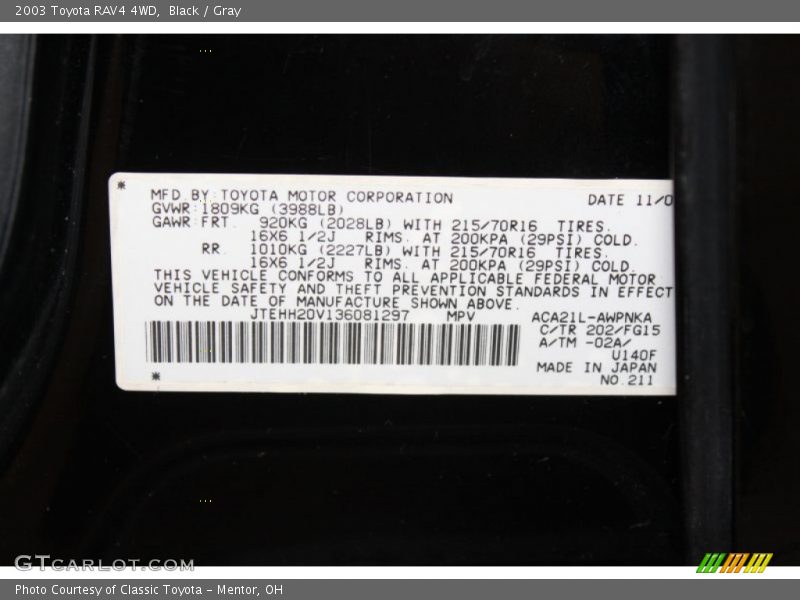 2003 Toyota RAV4 4WD, Black / Gray
MFD. BY: TOYOTA MOTOR CORPORATION DATE 11/0
GVWR: 1809KG (3988LB)
GAWR FRT. 920KG (2028LB) WITH 215/70R16 TIRES.
16X6 1/2J RIMS. AT 200KPA (29PSI) COLD.
RR. 1010KG (2227LB) WITH 215/70R16 TIRES.
16X6 1/2J RIMS. AT 200KPA (29PSI) COLD.
THIS VEHICLE CONFORMS TO ALL APPLICABLE FEDERAL MOTOR
VEHICLE SAFETY AND THEFT PREVENTION STANDARDS IN EFFECT
ON THE DATE OF MANUFACTURE SHOWN ABOVE.
JTEHH20V136081297 MPV ACA21L-AWPNKA
C/TR 202/FG15
A/TM -02A/
U140F
MADE IN JAPAN
NO.211
GTCARLOT.COM
Photo Courtesy of Classic Toyota - Mentor, OH